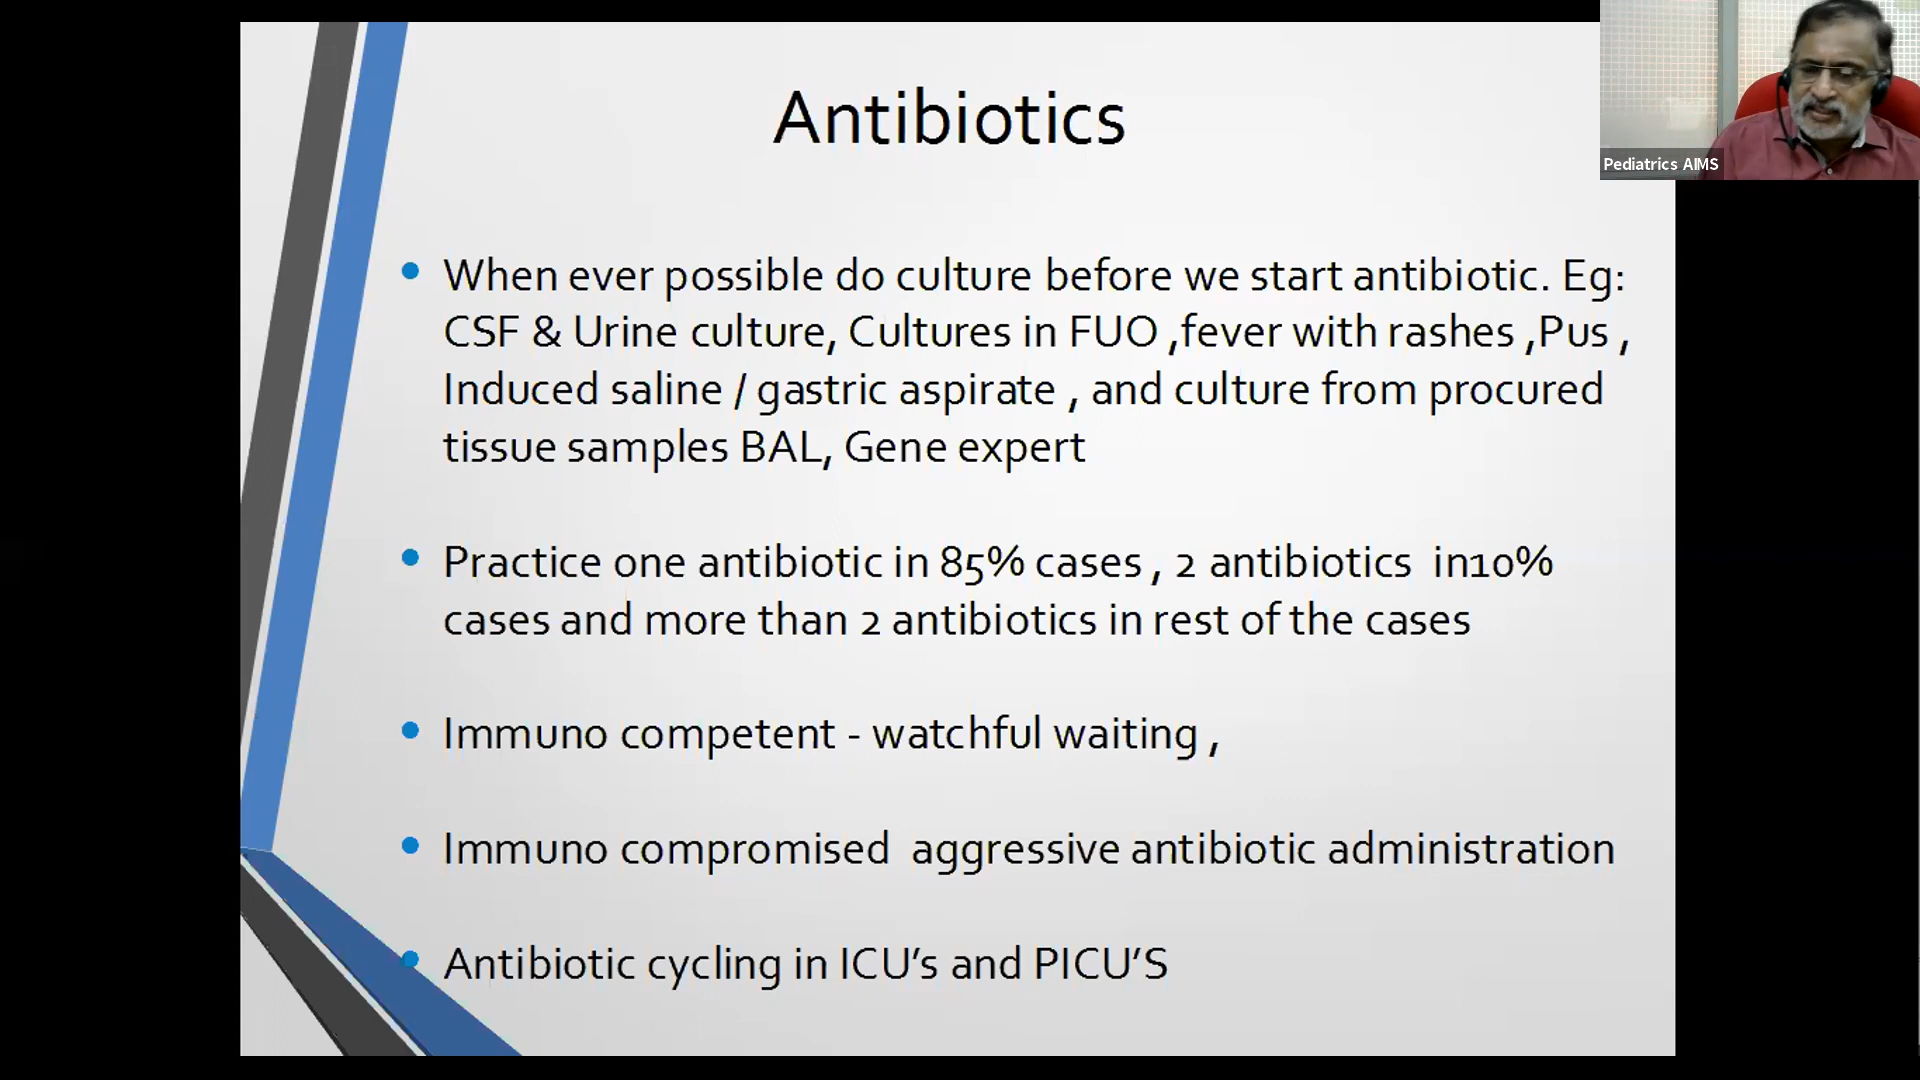 Antibiotics
Pediatrics AIMS
When ever possible do culture before we start antibiotic. Eg:
CSF & Urine culture, Cultures in FUO ,fever with rashes ,Pus ,
Induced saline / gastric aspirate , and culture from procured
tissue samples BAL, Gene expert
Practice one antibiotic in 85% cases , 2 antibiotics in10%
cases and more than 2 antibiotics in rest of the cases
Immuno competent - watchful waiting ,
Immuno compromised aggressive antibiotic administration
Antibiotic cycling in ICU’s and PICU’S